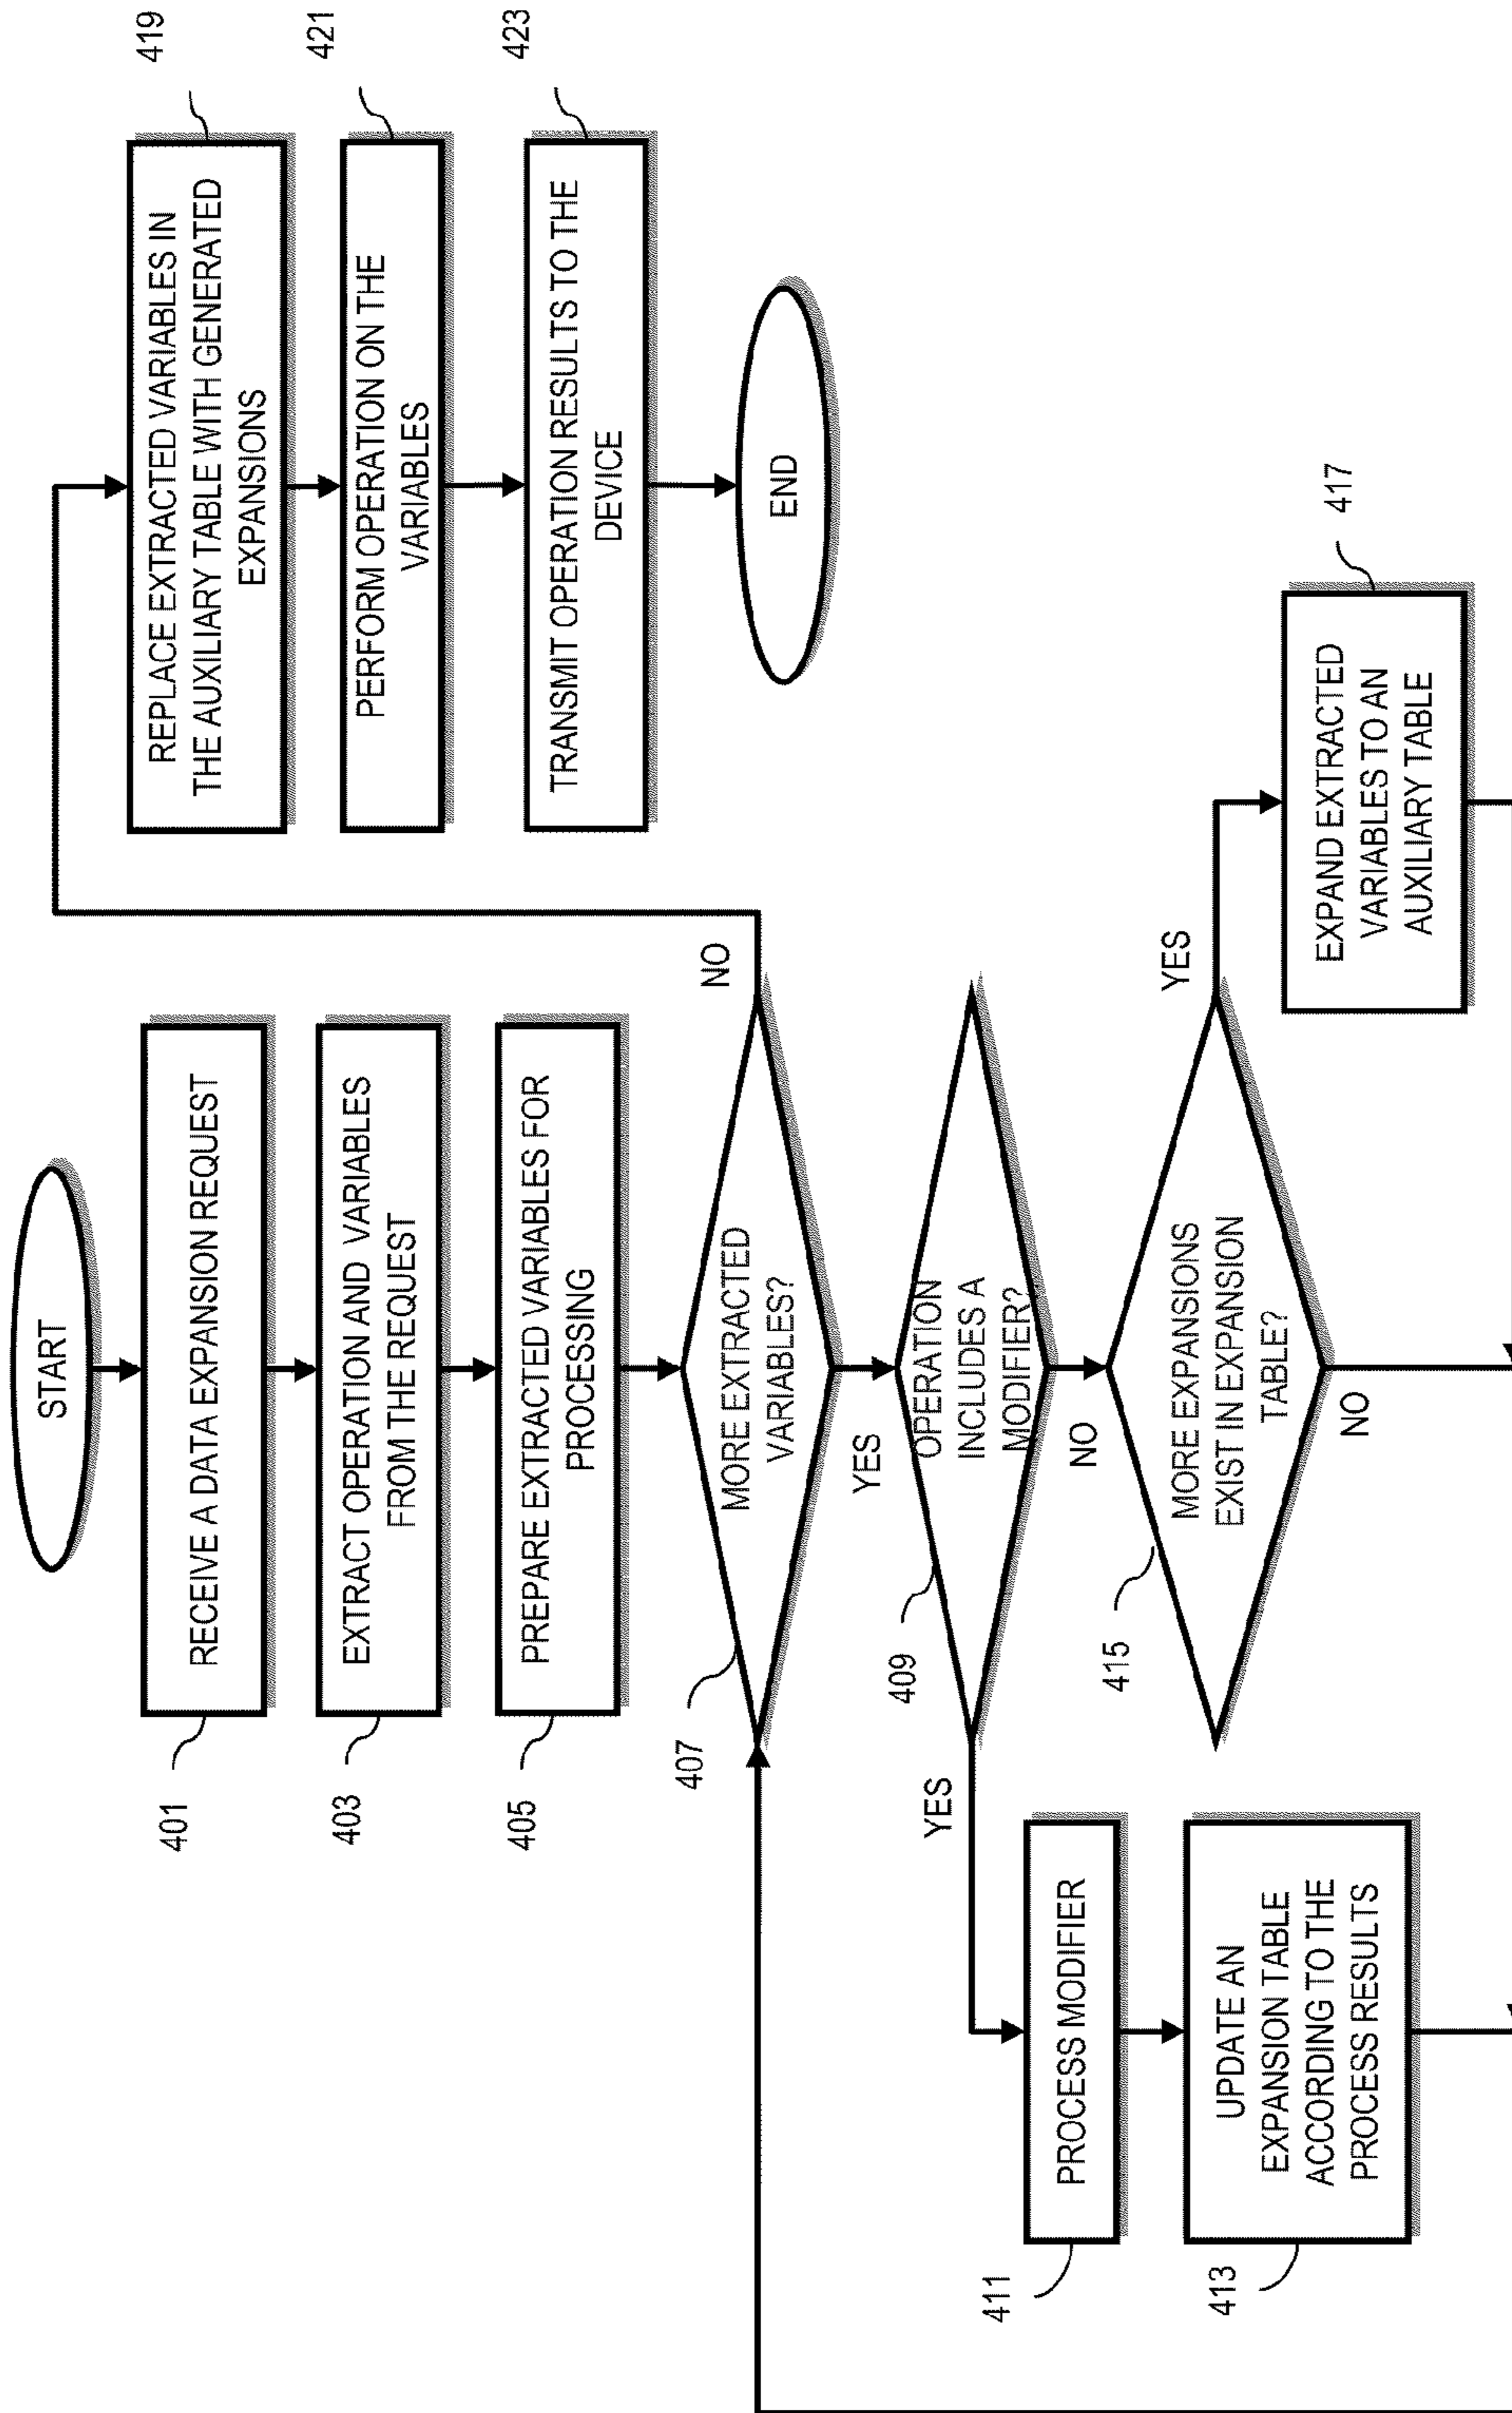 START
RECEIVE A DATA EXPANSION REQUEST
401
EXTRACT OPERATION AND VARIABLES
FROM THE REQUEST
403
PREPARE EXTRACTED VARIABLES FOR
PROCESSING
405
MORE EXTRACTED
VARIABLES?
407
NO
YES
OPERATION
INCLUDES A
MODIFIER?
409
YES
NO
PROCESS MODIFIER
411
UPDATE AN
EXPANSION TABLE
ACCORDING TO THE
PROCESS RESULTS
413
MORE EXPANSIONS
EXIST IN EXPANSION
TABLE?
415
YES
NO
EXPAND EXTRACTED
VARIABLES TO AN
AUXILIARY TABLE
417
REPLACE EXTRACTED VARIABLES IN
THE AUXILIARY TABLE WITH GENERATED
EXPANSIONS
419
PERFORM OPERATION ON THE
VARIABLES
421
TRANSMIT OPERATION RESULTS TO THE
DEVICE
423
END